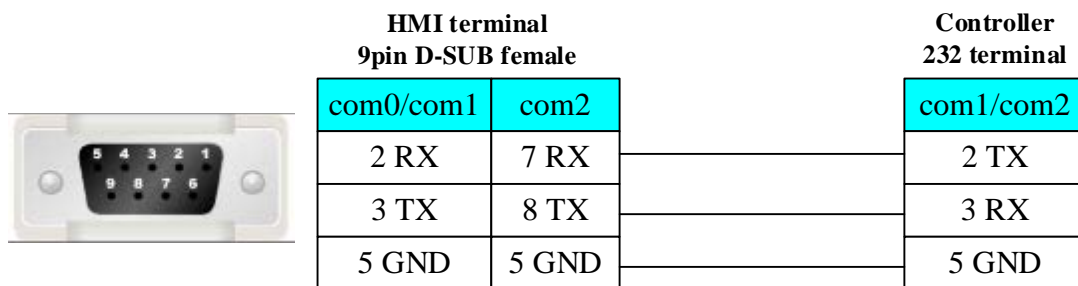 HMI terminal
9pin D-SUB female
Controller
232 terminal
com0/com1 com2 com1/com2
5 4 3 2 1
9 8 7 6
2 RX 7 RX 2 TX
3 TX 8 TX 3 RX
5 GND 5 GND 5 GND